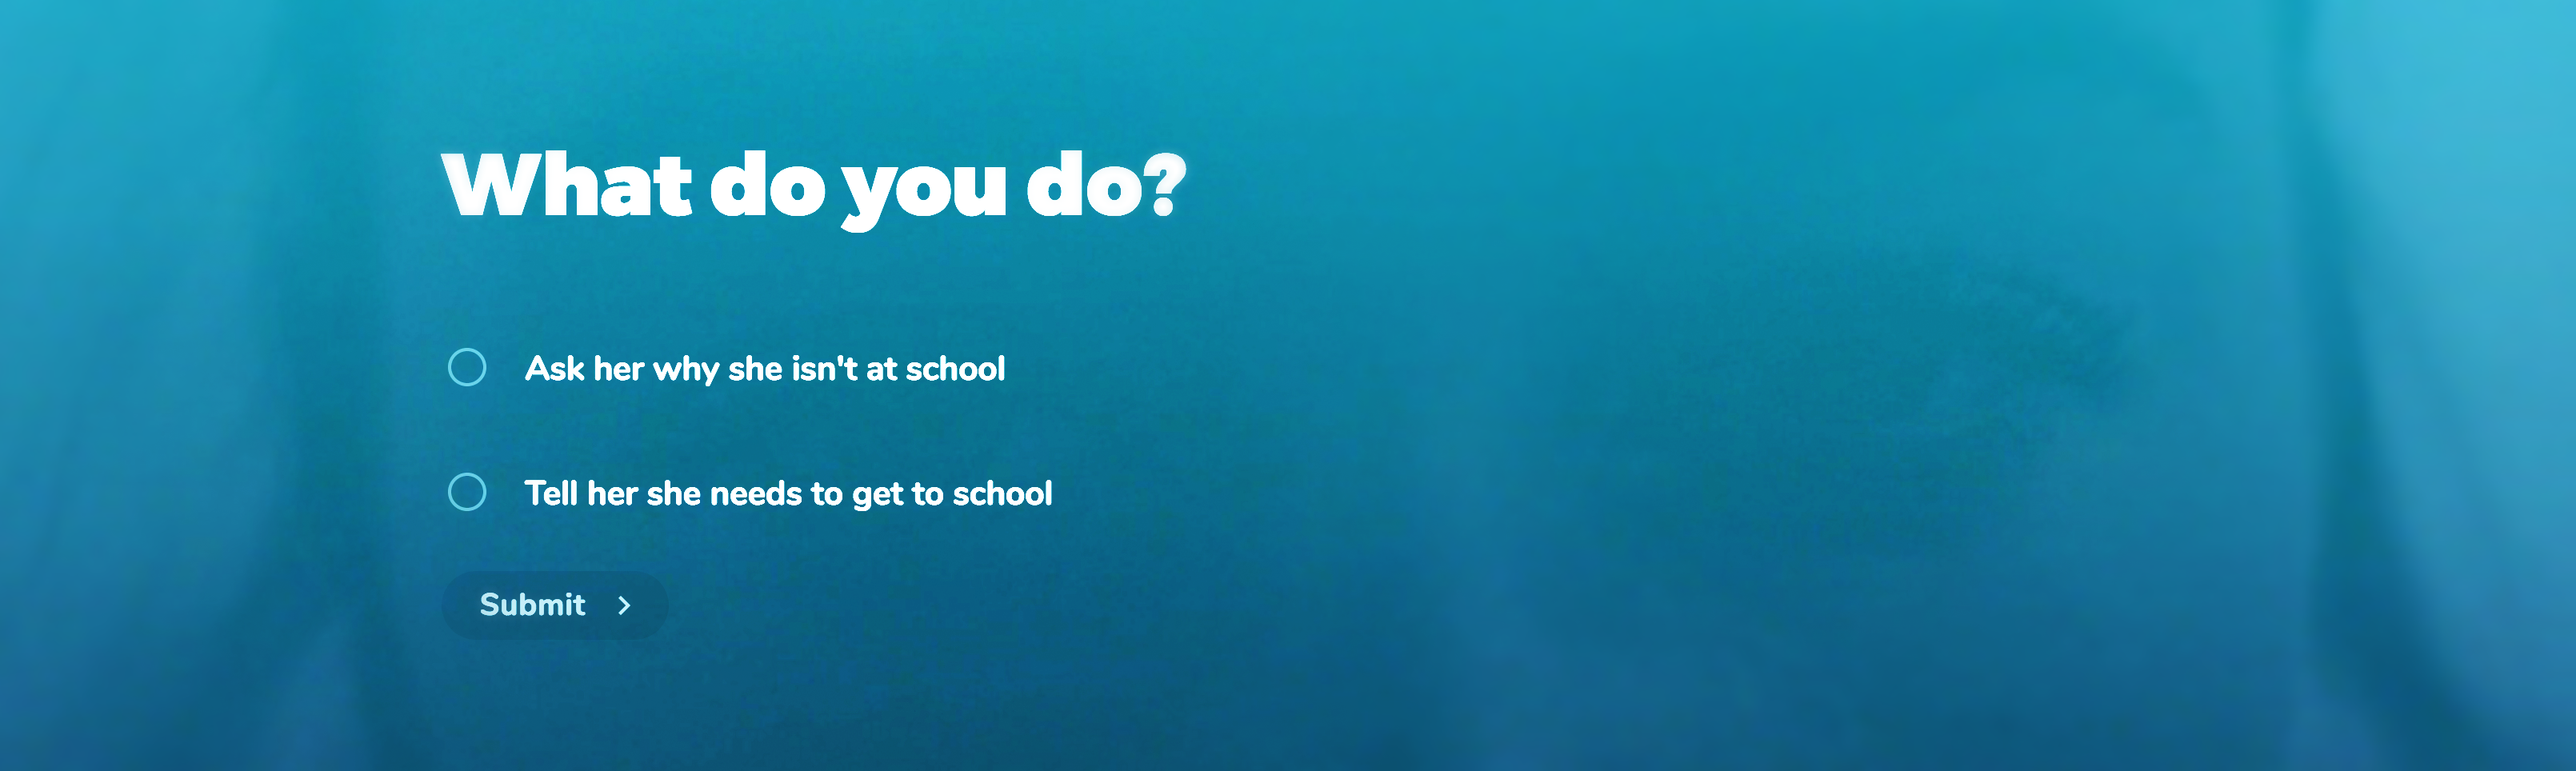 What do you do?
Ask her why she isn't at school
Tell her she needs to get to school
Submit